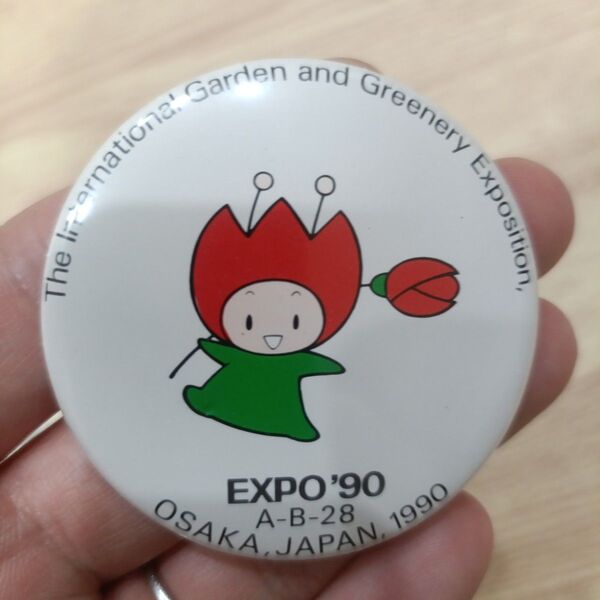 The International Garden and Greenery Exposition,
EXPO '90
A-B-28
OSAKA, JAPAN, 1990